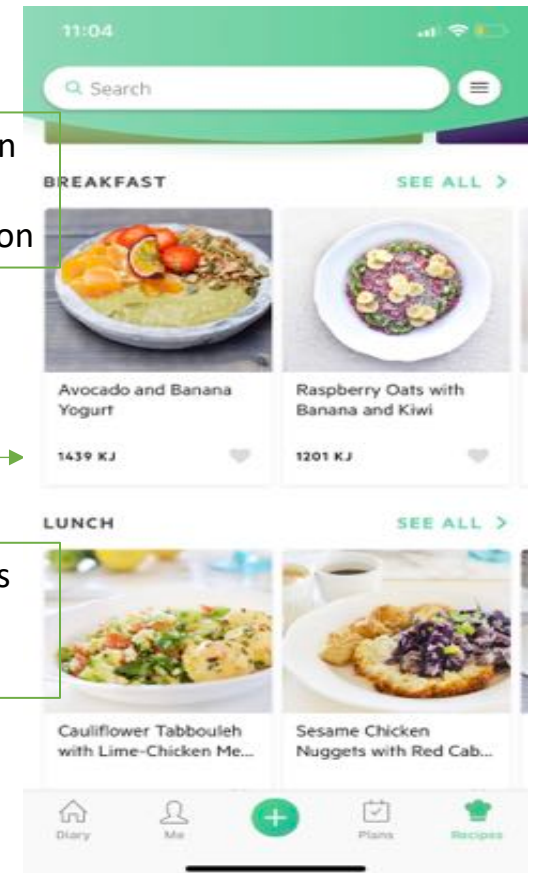 11:04
Search
n
BREAKFAST SEE ALL >
on
Avocado and Banana
Yogurt
Raspberry Oats with
Banana and Kiwi
1439 KJ 1201 KJ
LUNCH SEE ALL >
s
Cauliflower Tabbouleh
with Lime-Chicken Me...
Sesame Chicken
Nuggets with Red Cab...
Diary Me Plans Recipes